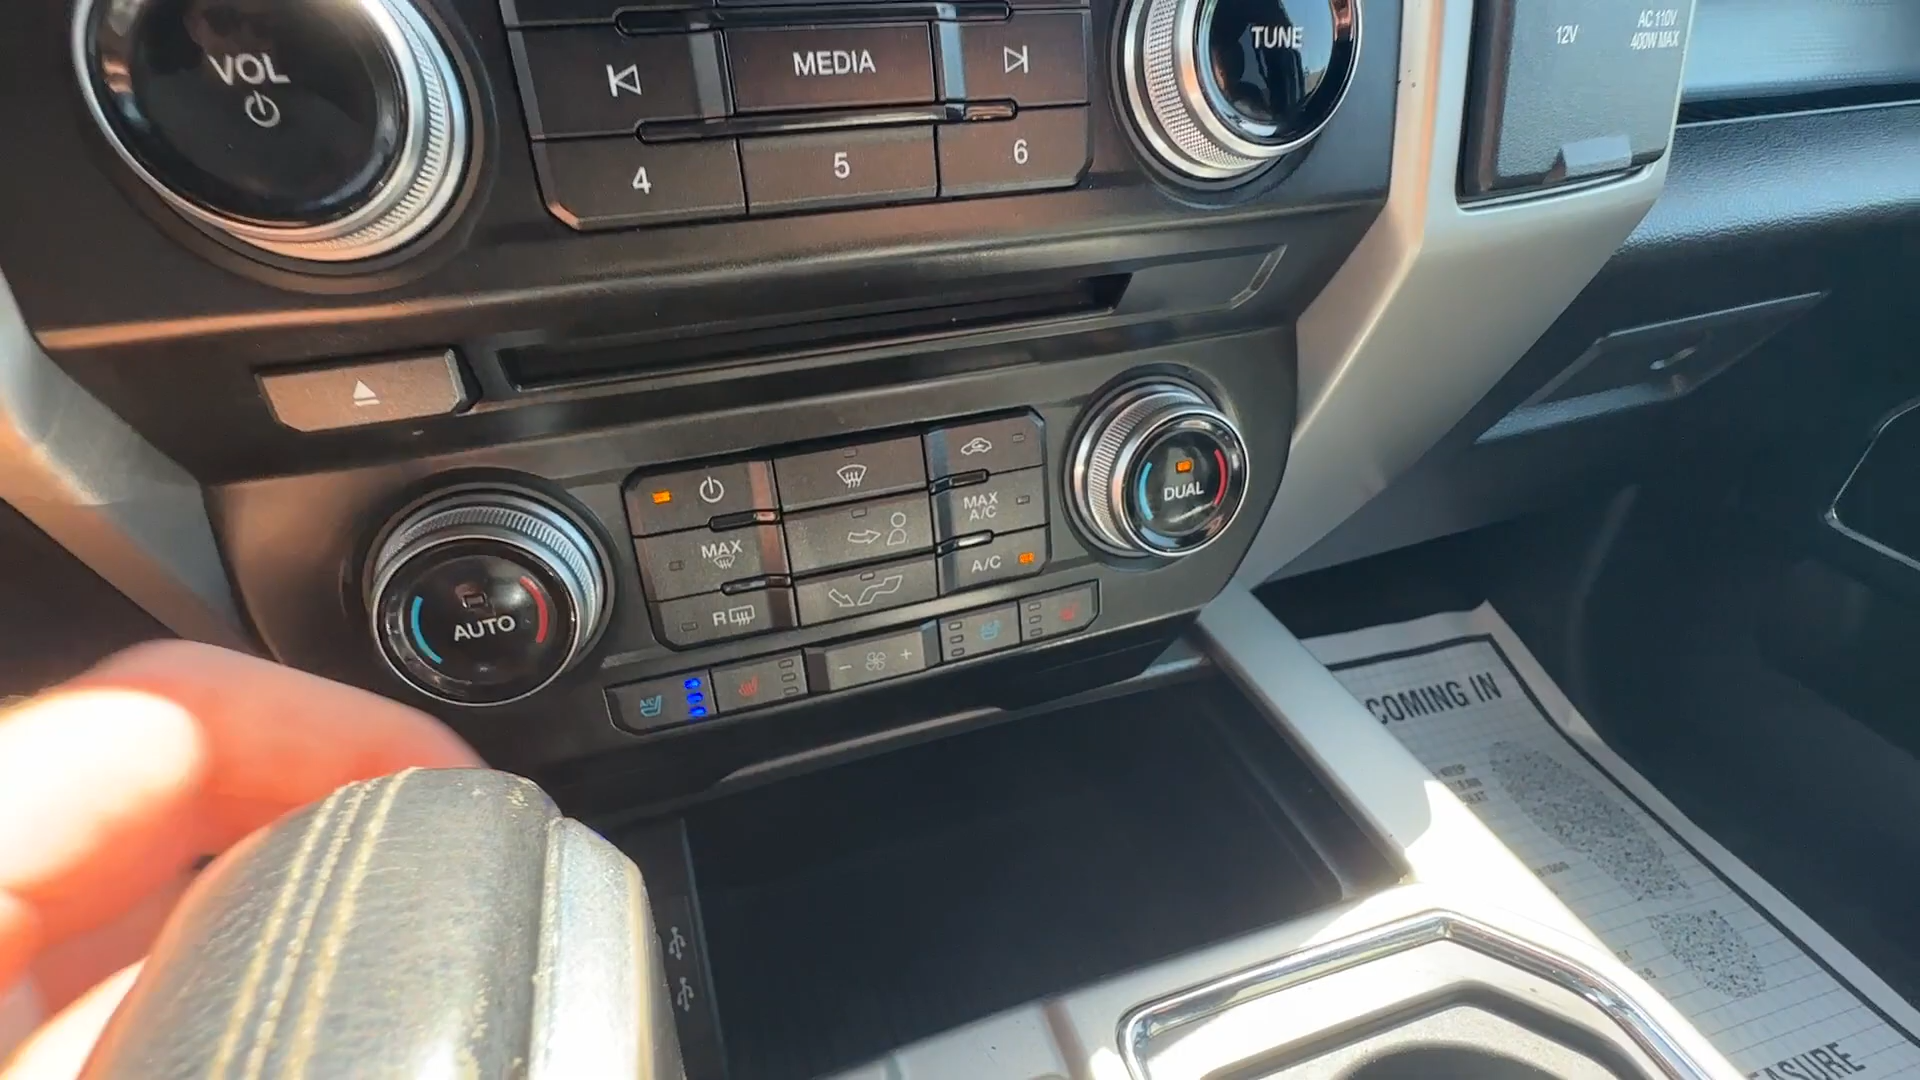 VOL
MEDIA
TUNE
12V
AC 110V
400W MAX
4
5
6
AUTO
MAX
R
MAX
A/C
A/C
DUAL
A/C
- +
COMING IN